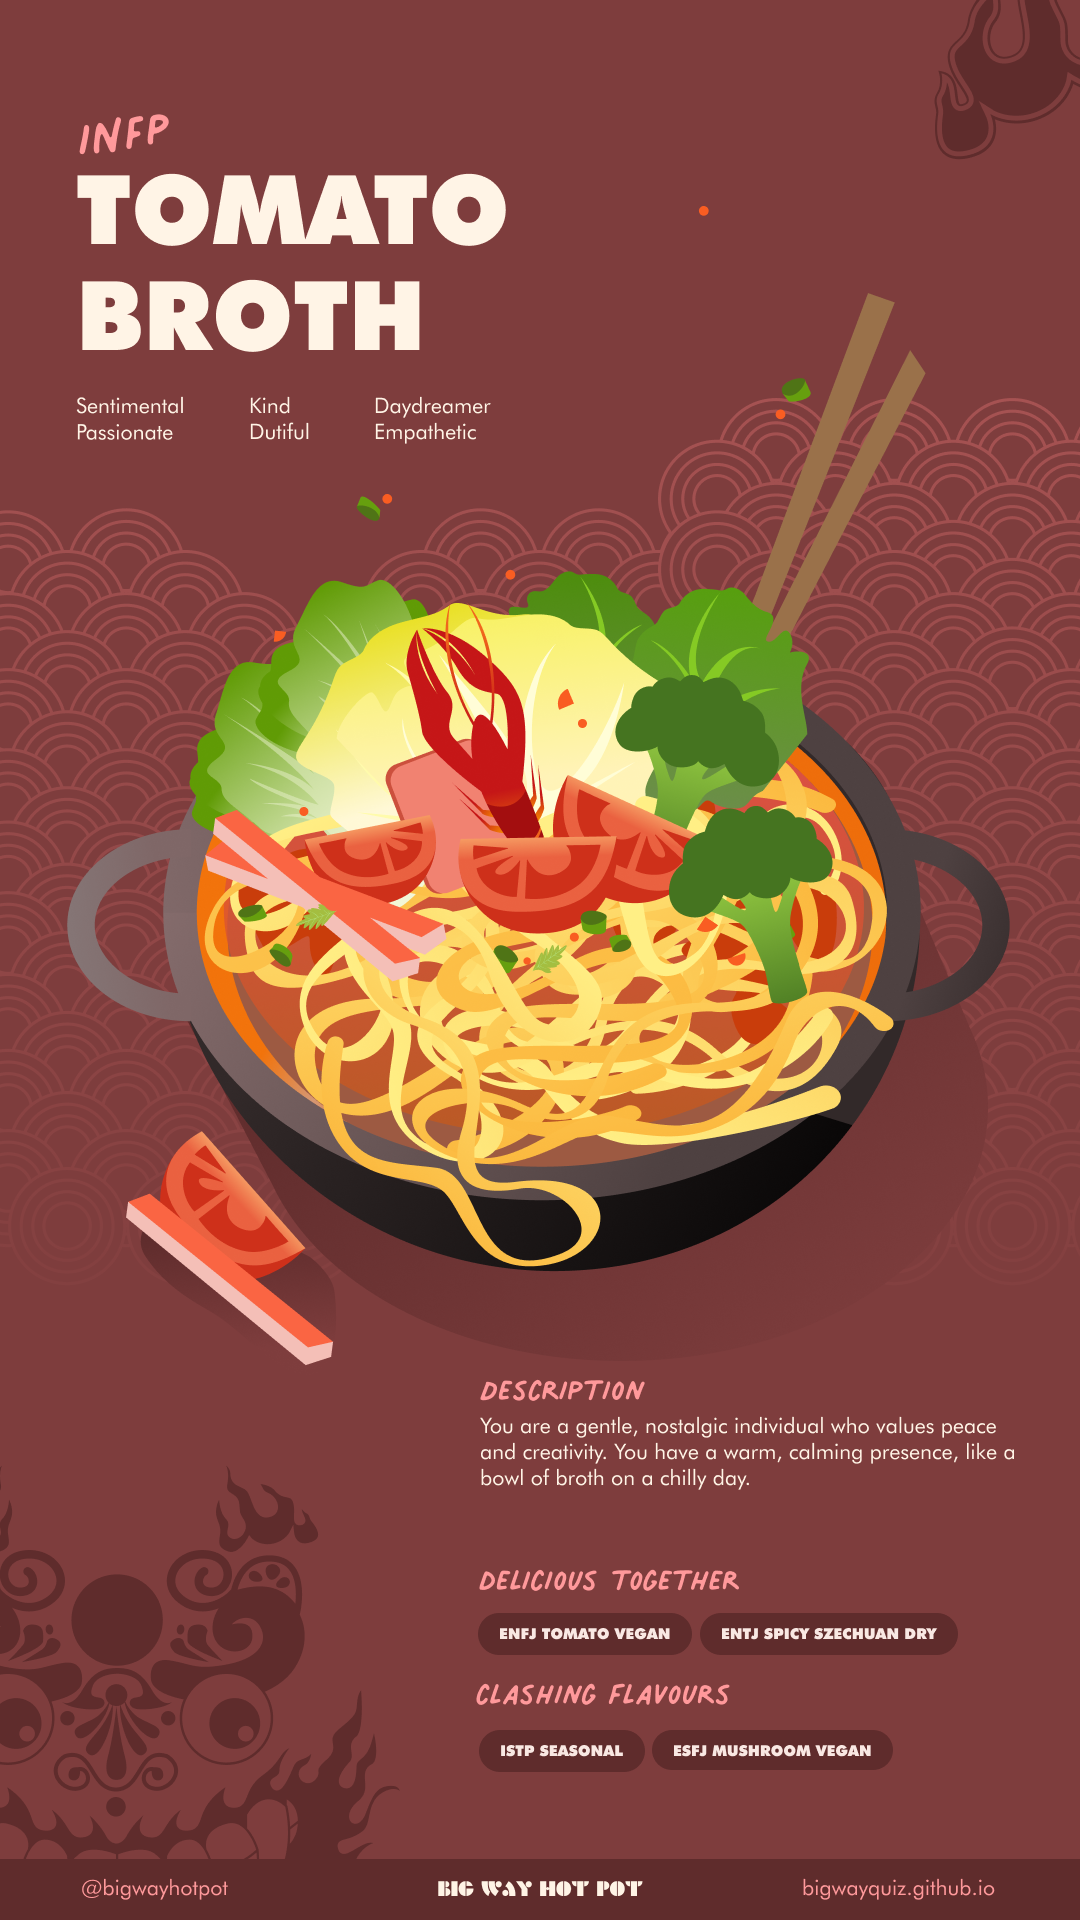 INFP
TOMATO
BROTH
Sentimental Kind Daydreamer
Passionate Dutiful Empathetic
DESCRIPTION
You are a gentle, nostalgic individual who values peace
and creativity. You have a warm, calming presence, like a
bowl of broth on a chilly day.
DELICIOUS TOGETHER
ENFJ TOMATO VEGAN ENTJ SPICY SZECHUAN DRY
CLASHING FLAVOURS
ISTP SEASONAL ESFJ MUSHROOM VEGAN
@bigwayhotpot BIG WAY HOT POT bigwayquiz.github.io